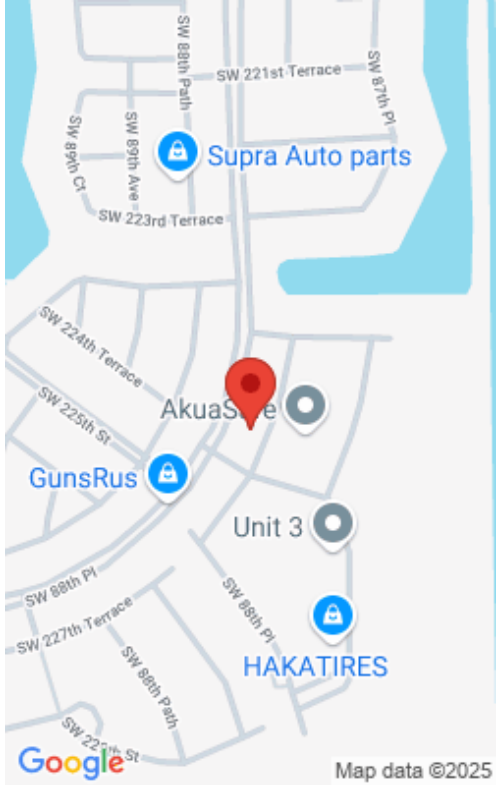 SW 88th Path
SW 221st Terrace
SW 87th Pl
SW 89th Ave
SW 89th Ct
Supra Auto parts
SW 223rd Terrace
SW 224th Terrace
SW 225th St
GunsRus
Unit 3
SW 88th Pl
SW 88th Pl
SW 227th Terrace
HAKATIRES
SW 88th Path
Google
Map data ©2025